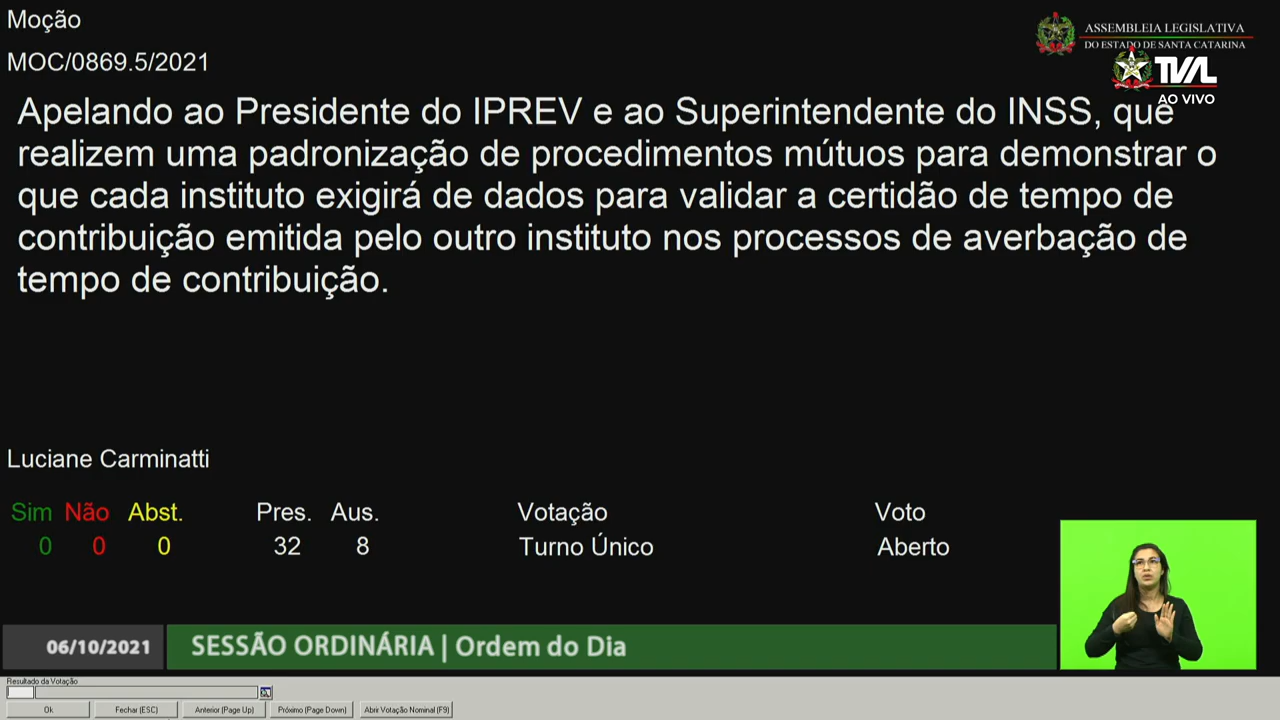 Moção
MOC/0869.5/2021
ASSEMBLEIA LEGISLATIVA
DO ESTADO DE SANTA CATARINA
TVAL
AO VIVO
Apelando ao Presidente do IPREV e ao Superintendente do INSS, que
realizem uma padronização de procedimentos mútuos para demonstrar o
que cada instituto exigirá de dados para validar a certidão de tempo de
contribuição emitida pelo outro instituto nos processos de averbação de
tempo de contribuição.
Luciane Carminatti
Sim Não Abst. Pres. Aus. Votação Voto
0 0 0 32 8 Turno Único Aberto
06/10/2021 SESSÃO ORDINÁRIA | Ordem do Dia
Resultado da Votação
Ok Fechar (ESC) Anterior (Page Up) Próximo (Page Down) Abrir Votação Nominal (F9)